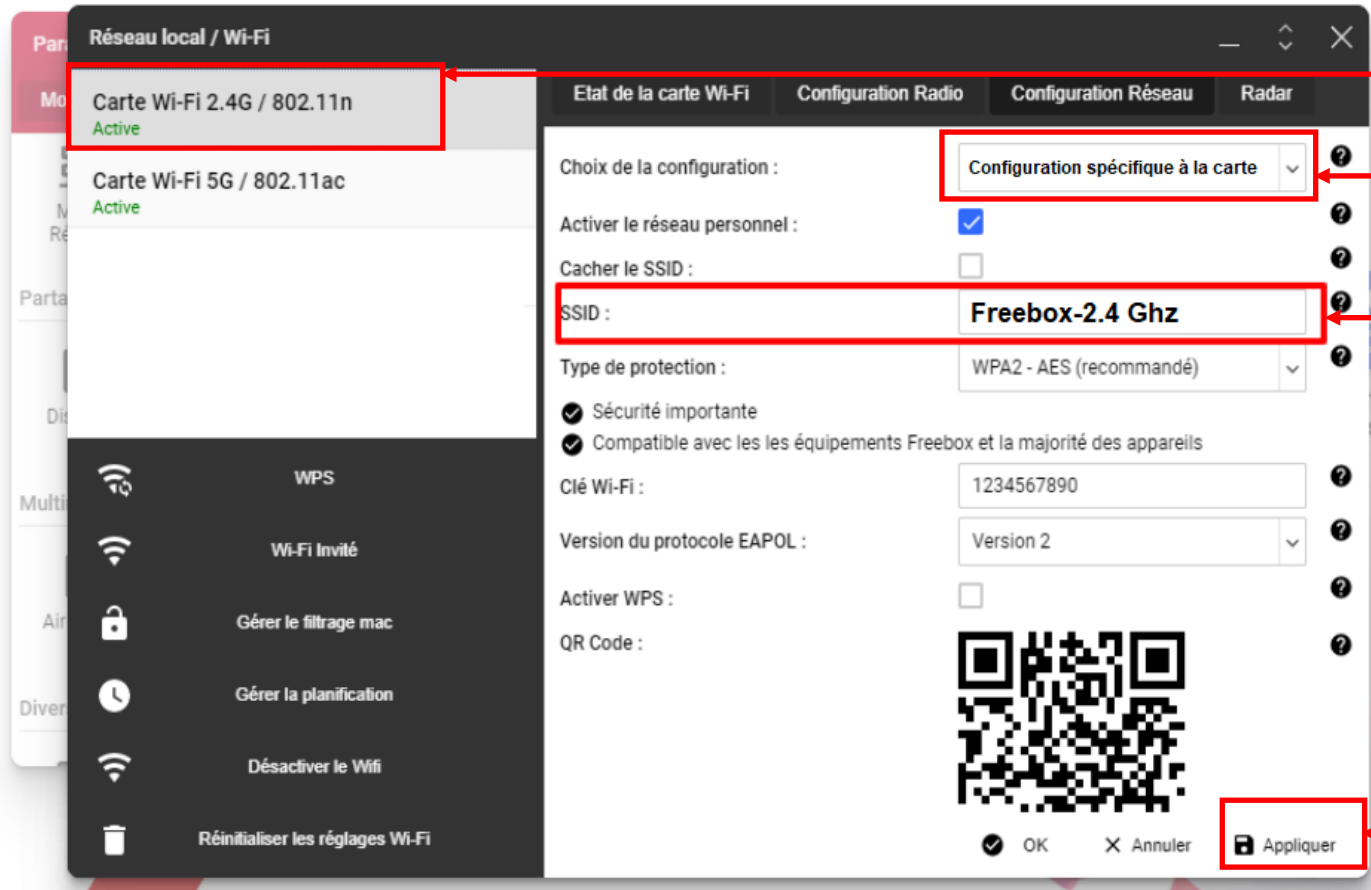 Réseau local / Wi-Fi
Carte Wi-Fi 2.4G / 802.11n
Active
Carte Wi-Fi 5G / 802.11ac
Active
WPS
Wi-Fi Invité
Gérer le filtrage mac
Gérer la planification
Désactiver le Wifi
Réinitialiser les réglages Wi-Fi
Etat de la carte Wi-Fi Configuration Radio Configuration Réseau Radar
Choix de la configuration : Configuration spécifique à la carte
Activer le réseau personnel :
Cacher le SSID :
SSID : Freebox-2.4 Ghz
Type de protection : WPA2 - AES (recommandé)
Sécurité importante
Compatible avec les les équipements Freebox et la majorité des appareils
Clé Wi-Fi : 1234567890
Version du protocole EAPOL : Version 2
Activer WPS :
QR Code :
OK Annuler Appliquer